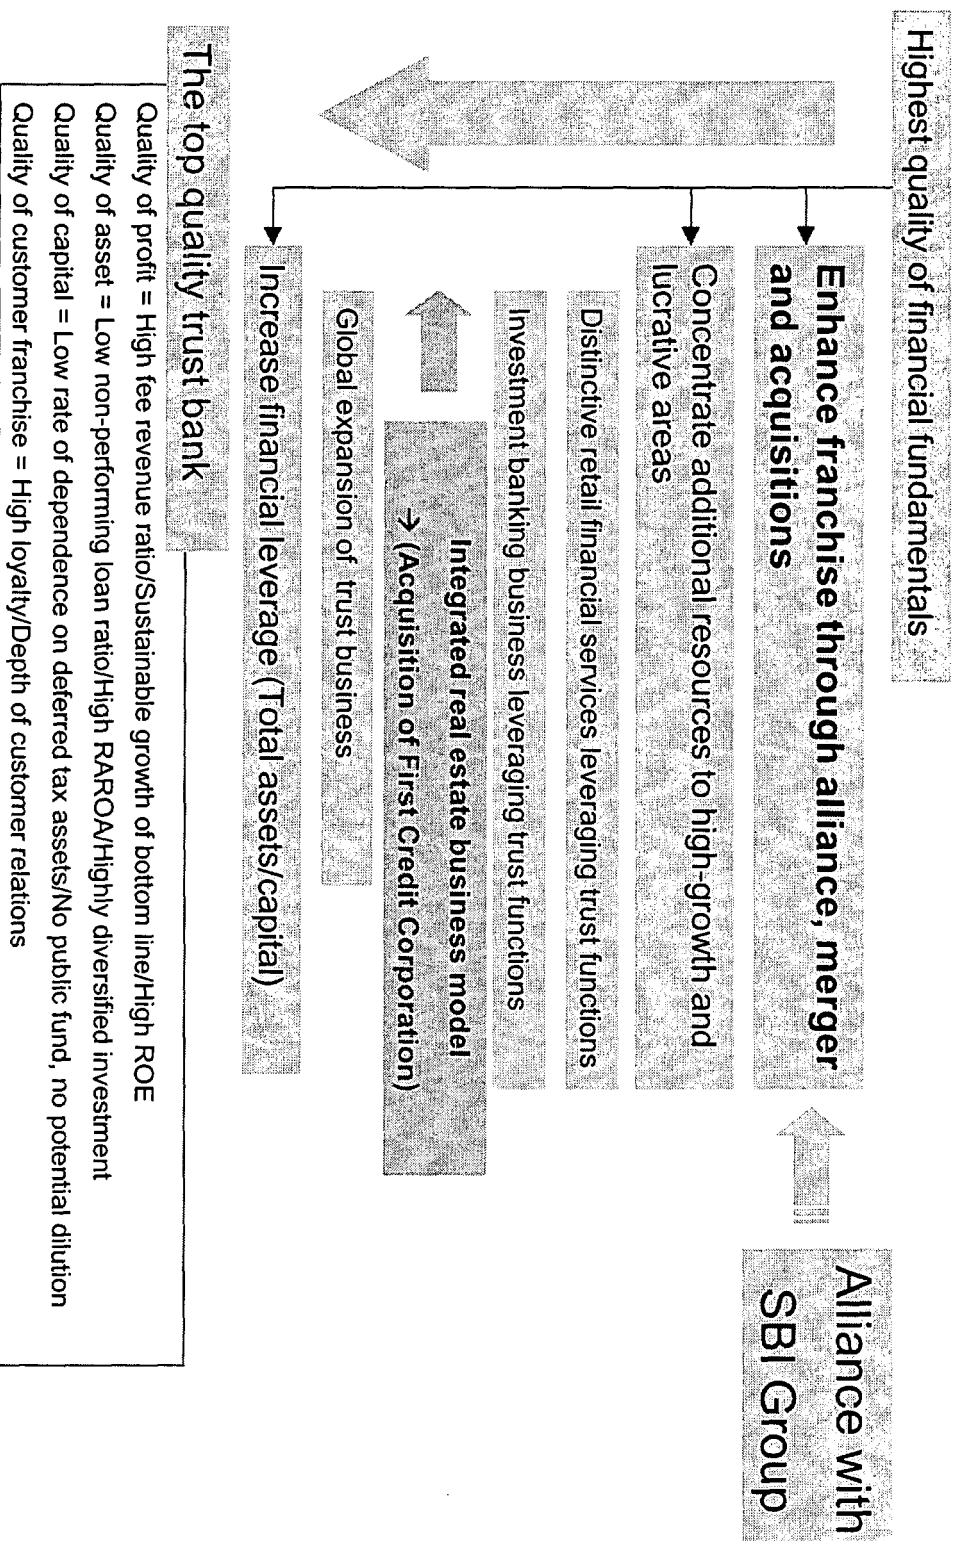 Highest quality of financial fundamentals
Enhance franchise through alliance, merger
and acquisitions
Alliance with
SBI Group
Concentrate additional resources to high-growth and
lucrative areas
Distinctive retail financial services leveraging trust functions
Investment banking business leveraging trust functions
Integrated real estate business model
→ (Acquisition of First Credit Corporation)
Global expansion of trust business
Increase financial leverage (Total assets/capital)
The top quality trust bank
Quality of profit = High fee revenue ratio/Sustainable growth of bottom line/High ROE
Quality of asset = Low non-performing loan ratio/High RAROA/Highly diversified investment
Quality of capital = Low rate of dependence on deferred tax assets/No public fund, no potential dilution
Quality of customer franchise = High loyalty/Depth of customer relations